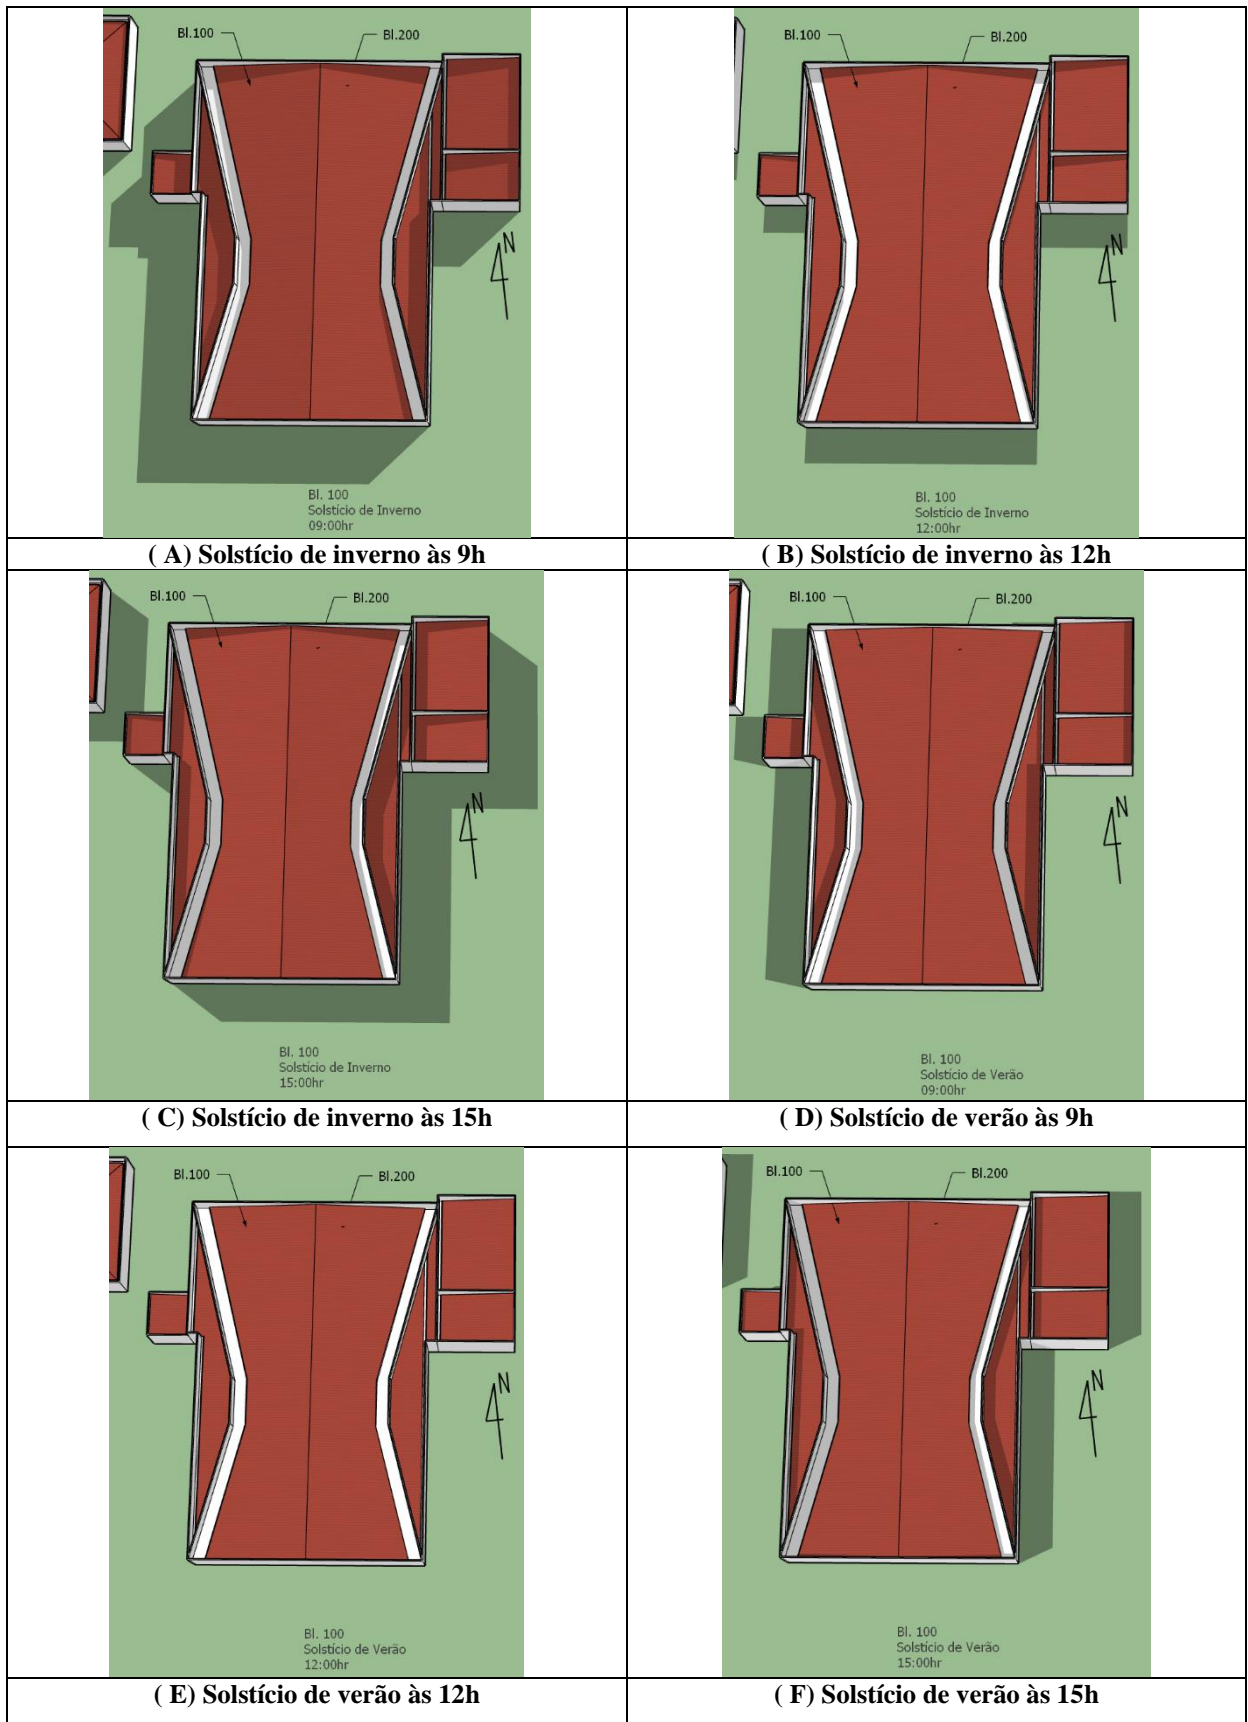 Bl.100
Bl.200
N
Bl. 100
Solstício de Inverno
09:00hr
( A) Solstício de inverno às 9h
Bl.100
Bl.200
N
Bl. 100
Solstício de Inverno
12:00hr
( B) Solstício de inverno às 12h
Bl.100
Bl.200
N
Bl. 100
Solstício de Inverno
15:00hr
( C) Solstício de inverno às 15h
Bl.100
Bl.200
N
Bl. 100
Solstício de Verão
09:00hr
( D) Solstício de verão às 9h
Bl.100
Bl.200
N
Bl. 100
Solstício de Verão
12:00hr
( E) Solstício de verão às 12h
Bl.100
Bl.200
N
Bl. 100
Solstício de Verão
15:00hr
( F) Solstício de verão às 15h